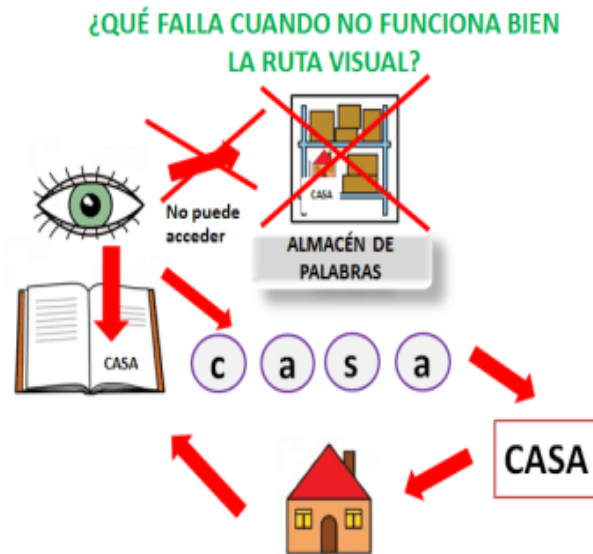 ¿QUÉ FALLA CUANDO NO FUNCIONA BIEN
LA RUTA VISUAL?
CASA
No puede
acceder
ALMACÉN DE
PALABRAS
CASA
c a s a
CASA